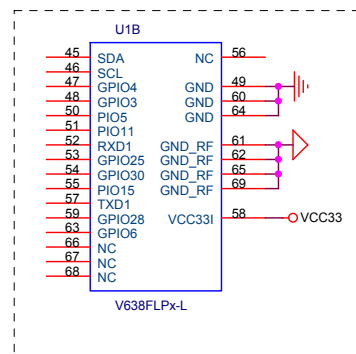 U1B
45 SDA NC 56
46 SCL
47 GPIO4 GND 49
48 GPIO3 GND 60
50 PIO5 GND 64
51 PIO11
52 RXD1 GND_RF 61
53 GPIO25 GND_RF 62
54 GPIO30 GND_RF 65
55 PIO15 GND_RF 69
57 TXD1
59 GPIO28 VCC33I 58 VCC33
63 GPIO6
66 NC
67 NC
68 NC
V638FLPx-L